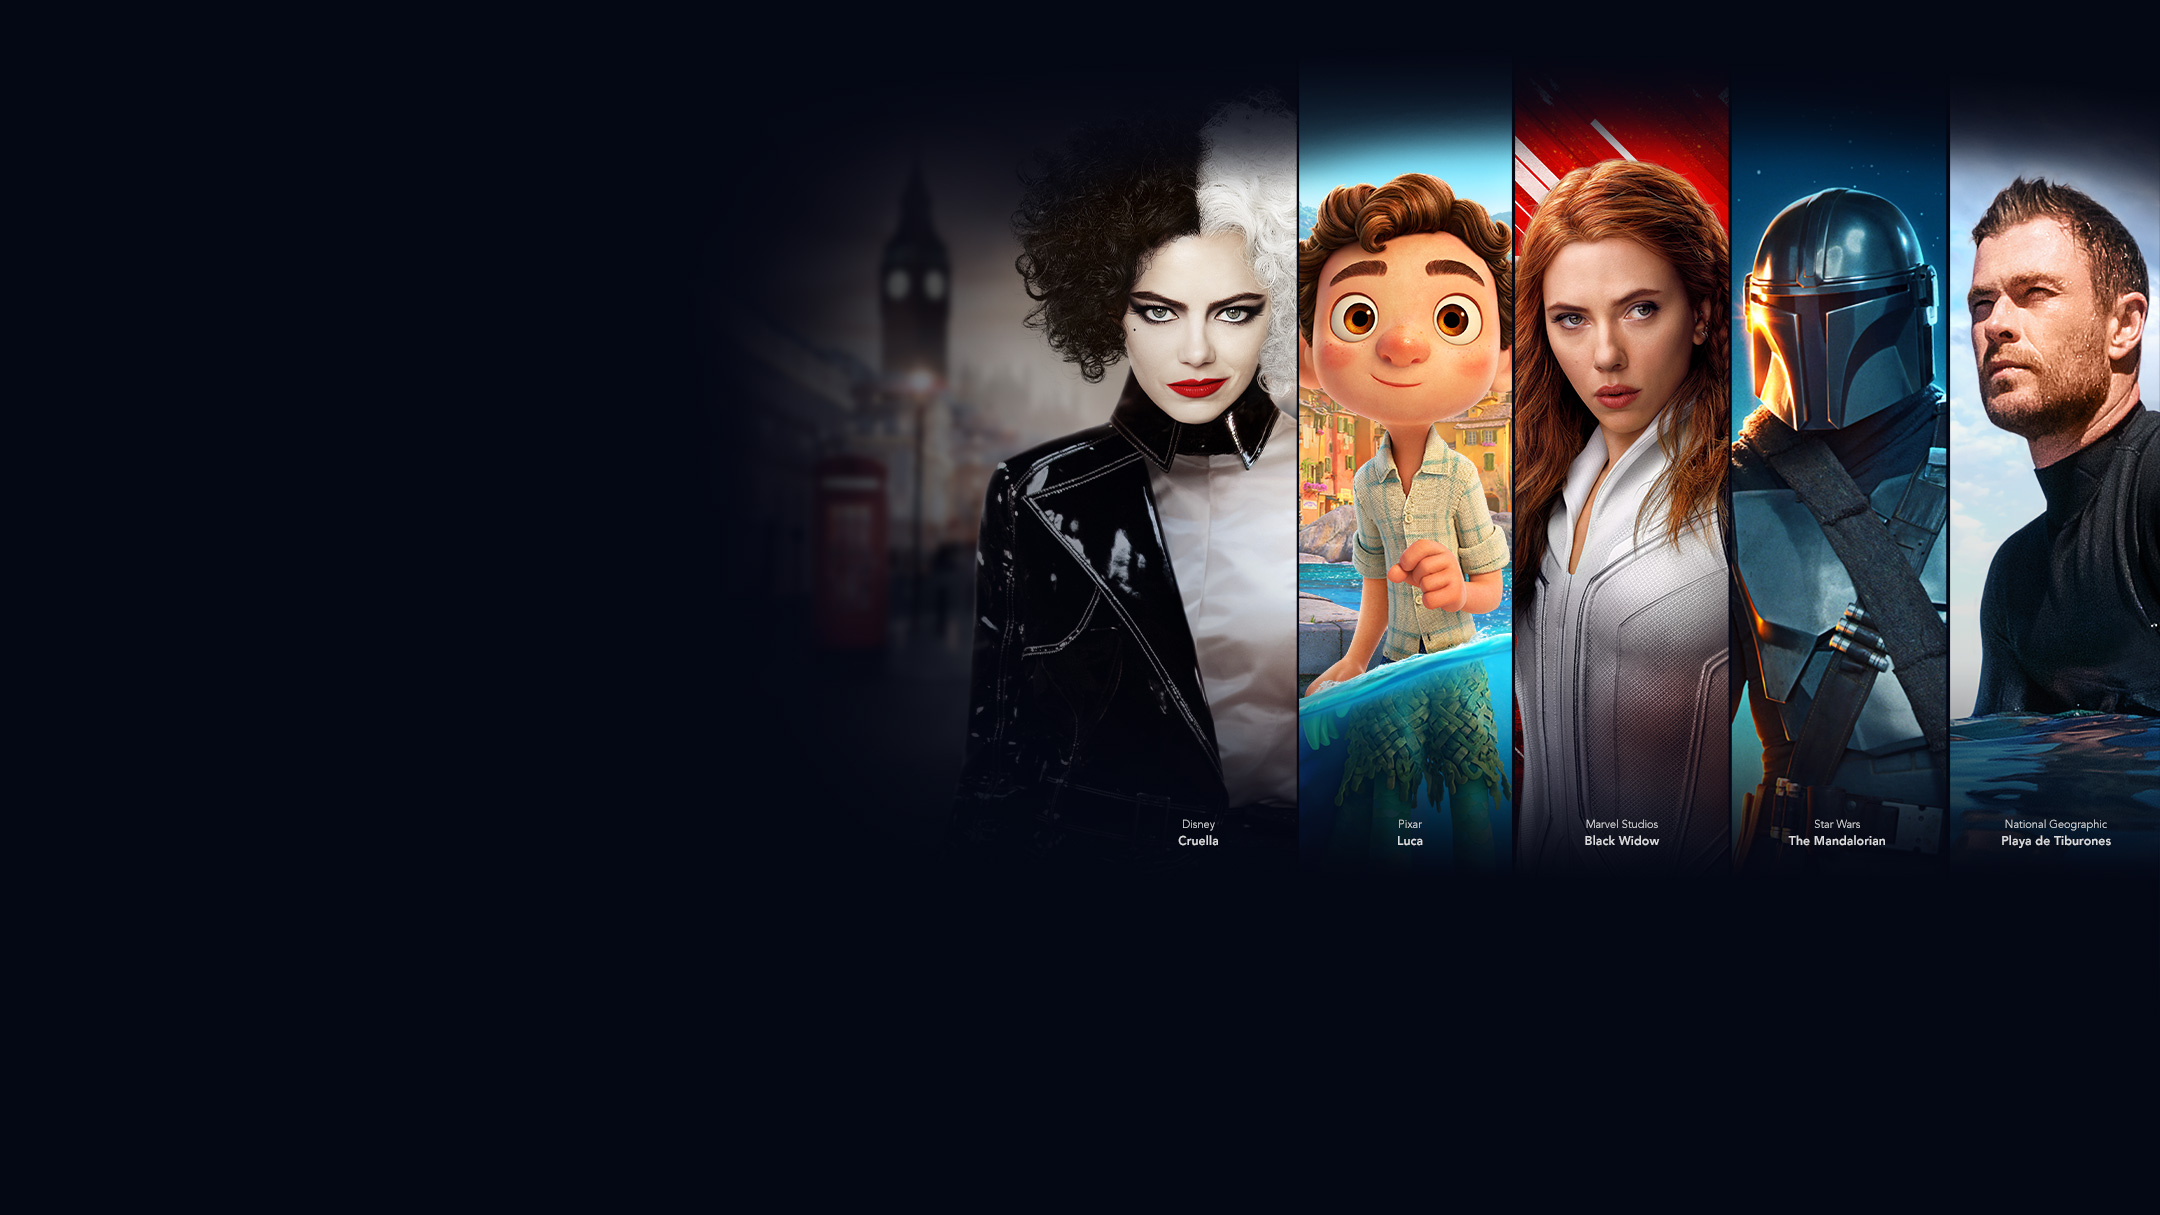 Disney
Cruella
Pixar
Luca
Marvel Studios
Black Widow
Star Wars
The Mandalorian
National Geographic
Playa de Tiburones